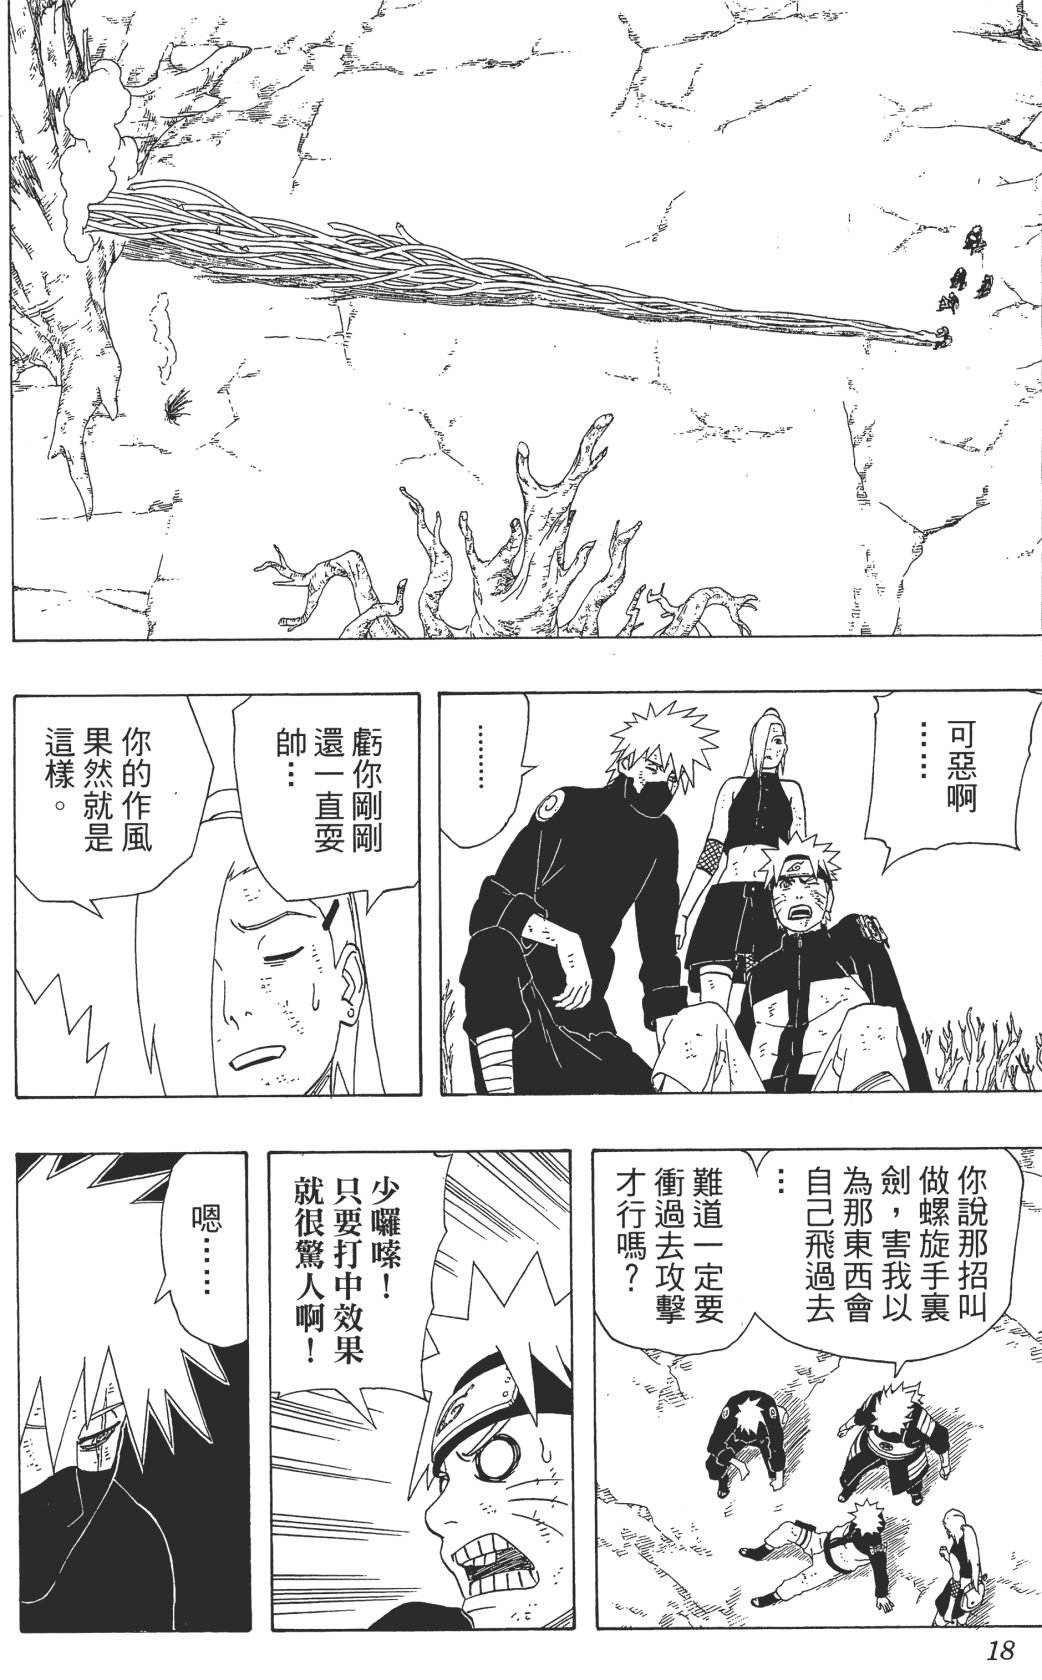 可惡啊
⋯⋯
⋯⋯⋯
虧你剛剛
還一直耍
帥⋯
你的作風
果然就是
這樣。
你說那招叫
做螺旋手裏
劍，害我以
為那東西會
自己飛過去
⋯
難道一定要
衝過去攻擊
才行嗎？
少囉嗦！
只要打中效果
就很驚人啊！
嗯⋯⋯
18